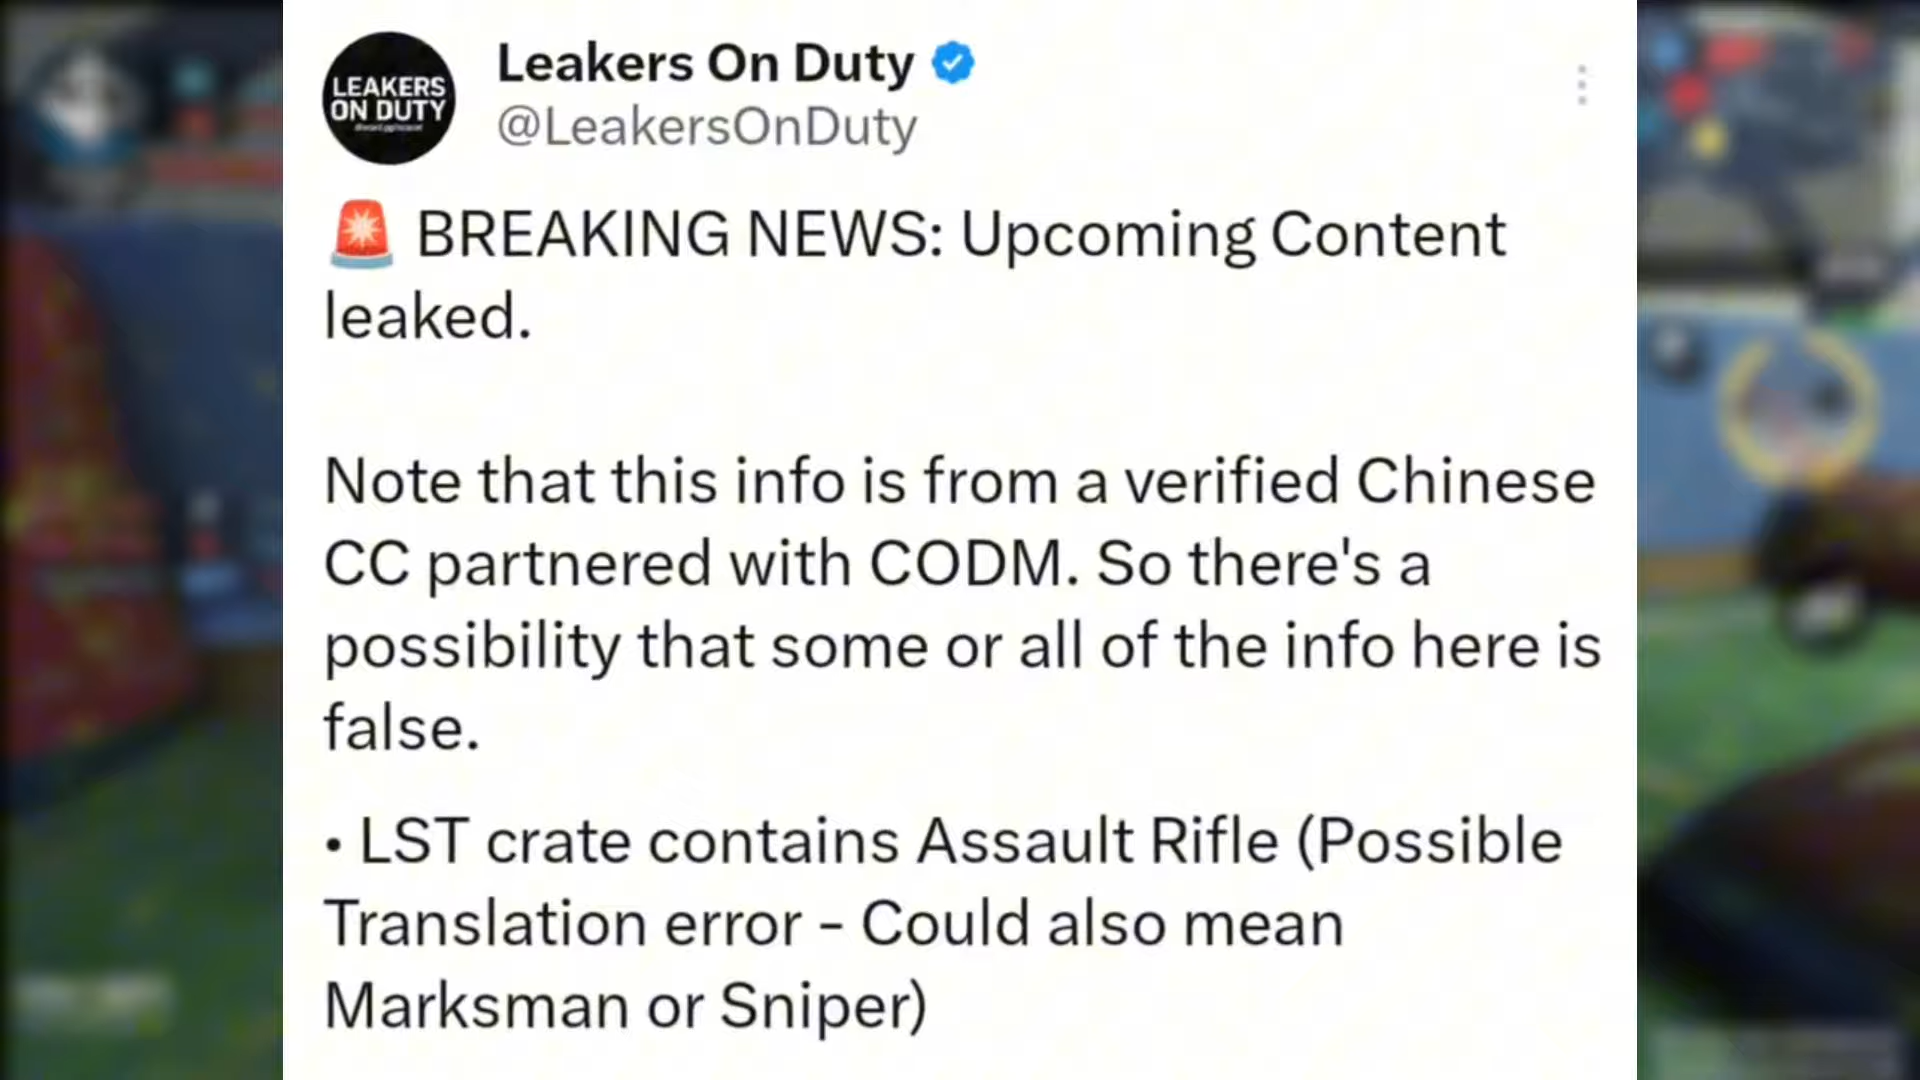 LEAKERS
ON DUTY
Leakers On Duty
@LeakersOnDuty
🚨 BREAKING NEWS: Upcoming Content
leaked.
Note that this info is from a verified Chinese
CC partnered with CODM. So there's a
possibility that some or all of the info here is
false.
• LST crate contains Assault Rifle (Possible
Translation error - Could also mean
Marksman or Sniper)